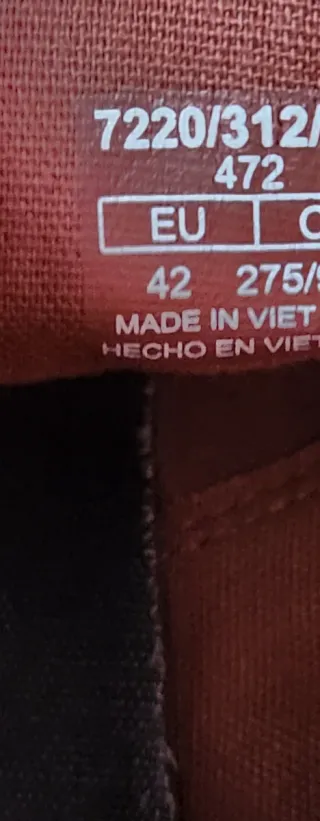 7220/312/
472
EU
42 275/
MADE IN VIET
HECHO EN VIET